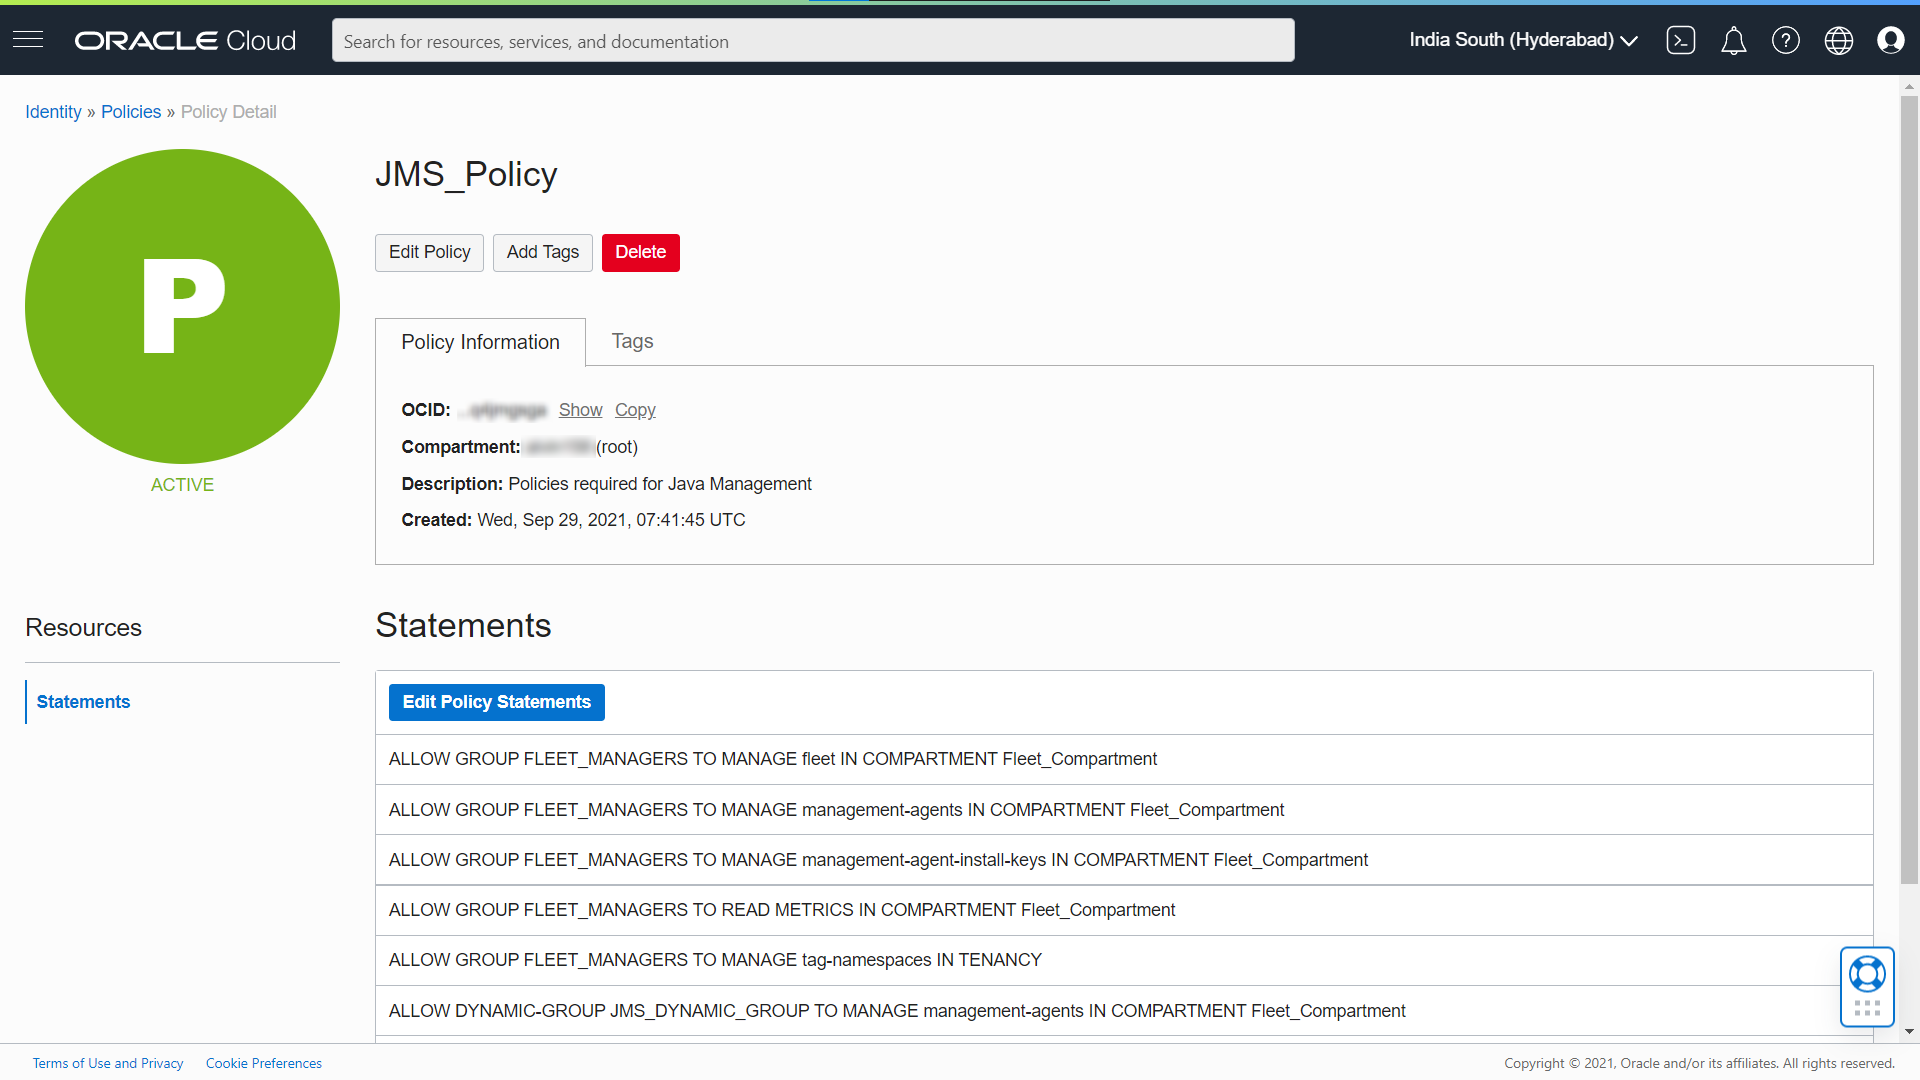 ORACLE Cloud
Search for resources, services, and documentation
India South (Hyderabad)
Identity » Policies » Policy Detail
P
ACTIVE
JMS_Policy
Edit Policy
Add Tags
Delete
Policy Information
Tags
OCID: Show Copy
Compartment: (root)
Description: Policies required for Java Management
Created: Wed, Sep 29, 2021, 07:41:45 UTC
Resources
Statements
Statements
Edit Policy Statements
ALLOW GROUP FLEET_MANAGERS TO MANAGE fleet IN COMPARTMENT Fleet_Compartment
ALLOW GROUP FLEET_MANAGERS TO MANAGE management-agents IN COMPARTMENT Fleet_Compartment
ALLOW GROUP FLEET_MANAGERS TO MANAGE management-agent-install-keys IN COMPARTMENT Fleet_Compartment
ALLOW GROUP FLEET_MANAGERS TO READ METRICS IN COMPARTMENT Fleet_Compartment
ALLOW GROUP FLEET_MANAGERS TO MANAGE tag-namespaces IN TENANCY
ALLOW DYNAMIC-GROUP JMS_DYNAMIC_GROUP TO MANAGE management-agents IN COMPARTMENT Fleet_Compartment
Terms of Use and Privacy
Cookie Preferences
Copyright © 2021, Oracle and/or its affiliates. All rights reserved.